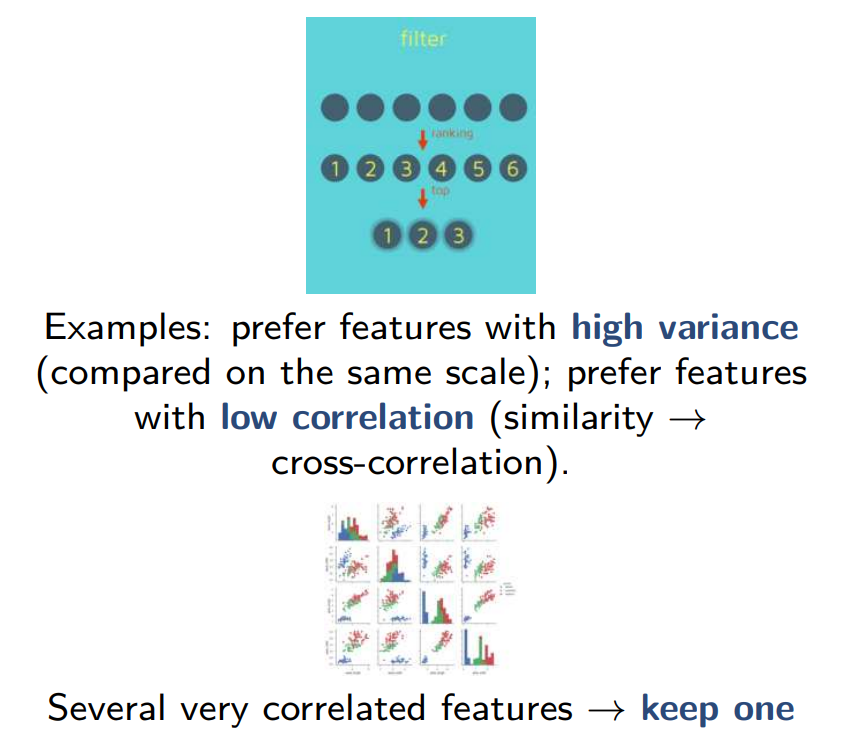 filter
ranking
1 2 3 4 5 6
top
1 2 3
Examples: prefer features with high variance
(compared on the same scale); prefer features
with low correlation (similarity →
cross-correlation).
Several very correlated features → keep one